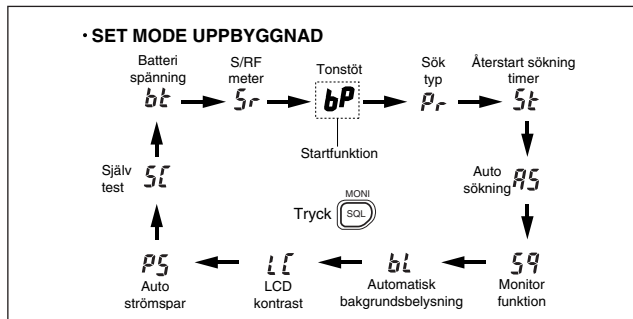 · SET MODE UPPBYGGNAD
Batteri
spänning
bt
S/RF
meter
Sr
Tonstöt
bP
Startfunktion
Sök
typ
Pr
Återstart sökning
timer
St
Auto
sökning
AS
Själv
test
SC
MONI
Tryck SQL
PS
Auto
strömspar
LC
LCD
kontrast
bL
Automatisk
bakgrundsbelysning
Sq
Monitor
funktion